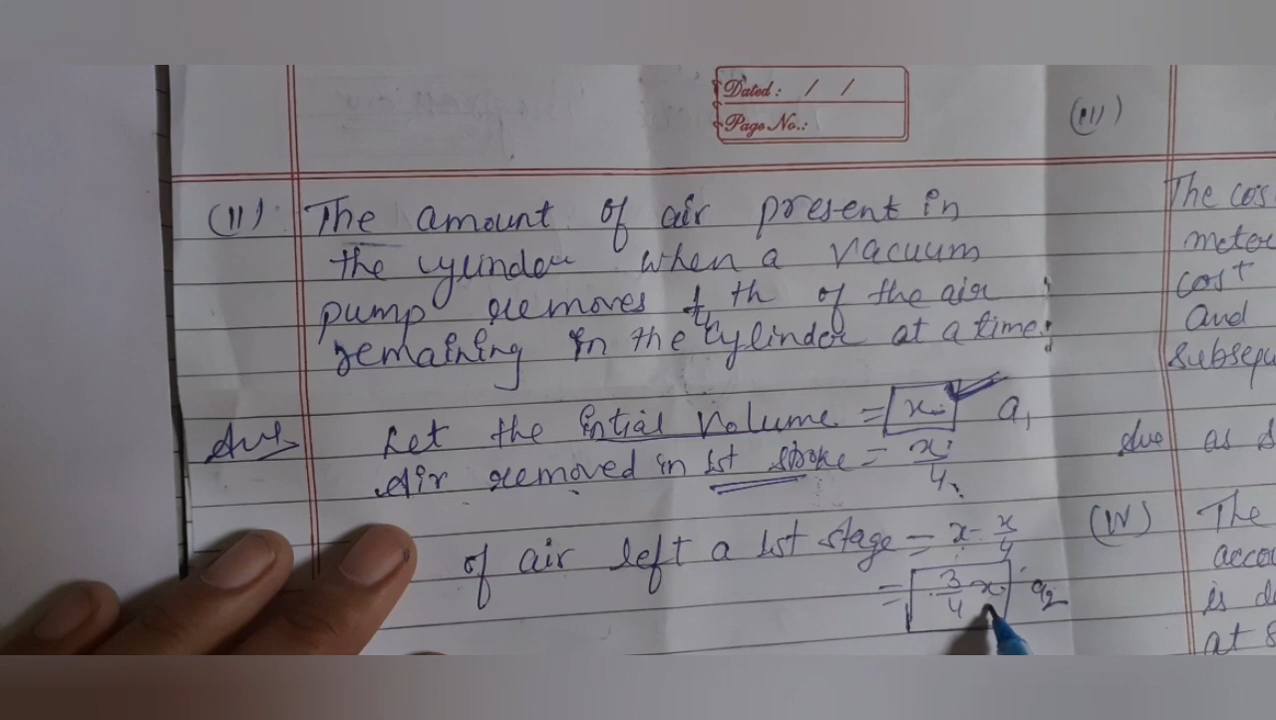 Dated: / /
Page No.:
(II) The amount of air present in
the cylinder when a vacuum
pump removes 1/4 th of the air
remaining in the cylinder at a time.
Ans Let the intial volume = x a₁
Air removed in 1st stroke = x/4
of air left a 1st stage = x - x/4
= 3/4 x a₂
(III)
The cos
meter
cost
and
subsequ
due as
(IV) The
accor
is d
at